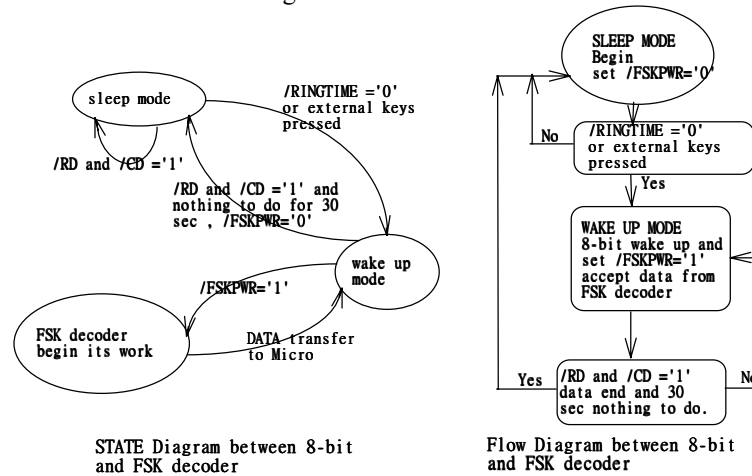 sleep mode
/RINGTIME ='0'
or external keys
pressed
/RD and /CD ='1'
/RD and /CD ='1' and
nothing to do for 30
sec , /FSKPWR='0'
wake up
mode
/FSKPWR='1'
FSK decoder
begin its work
DATA transfer
to Micro
STATE Diagram between 8-bit
and FSK decoder
SLEEP MODE
Begin
set /FSKPWR='0'
/RINGTIME ='0'
or external keys
pressed
No
Yes
WAKE UP MODE
8-bit wake up and
set /FSKPWR='1'
accept data from
FSK decoder
Yes
/RD and /CD ='1'
data end and 30
sec nothing to do.
No
Flow Diagram between 8-bit
and FSK decoder